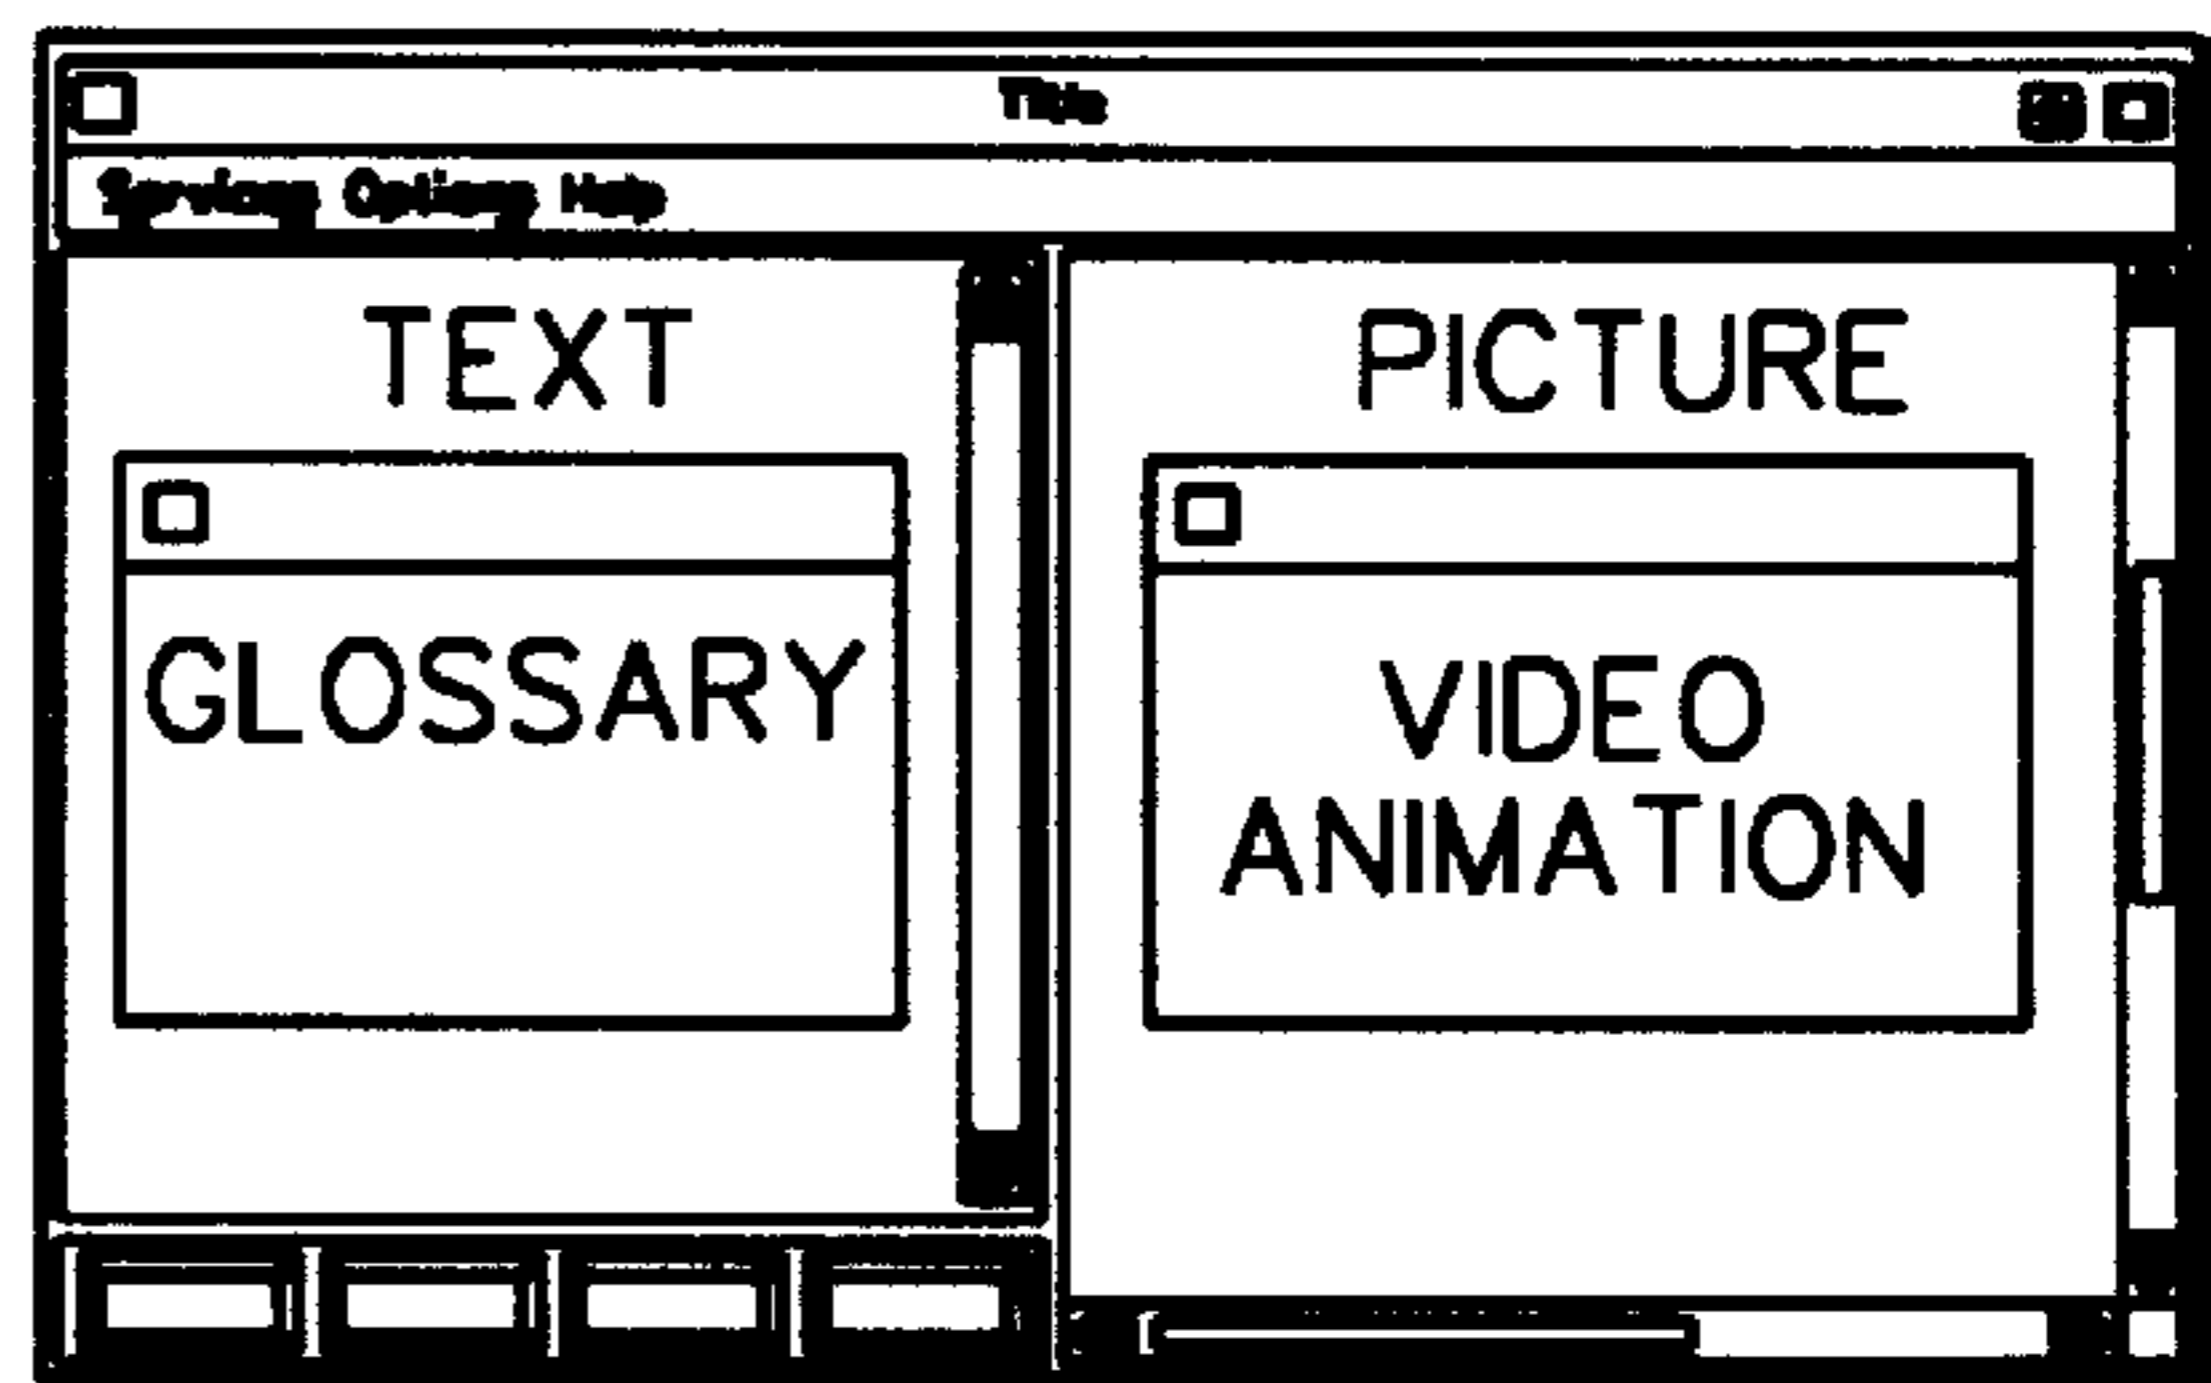 Title
Services Options Help
TEXT
PICTURE
GLOSSARY
VIDEO
ANIMATION